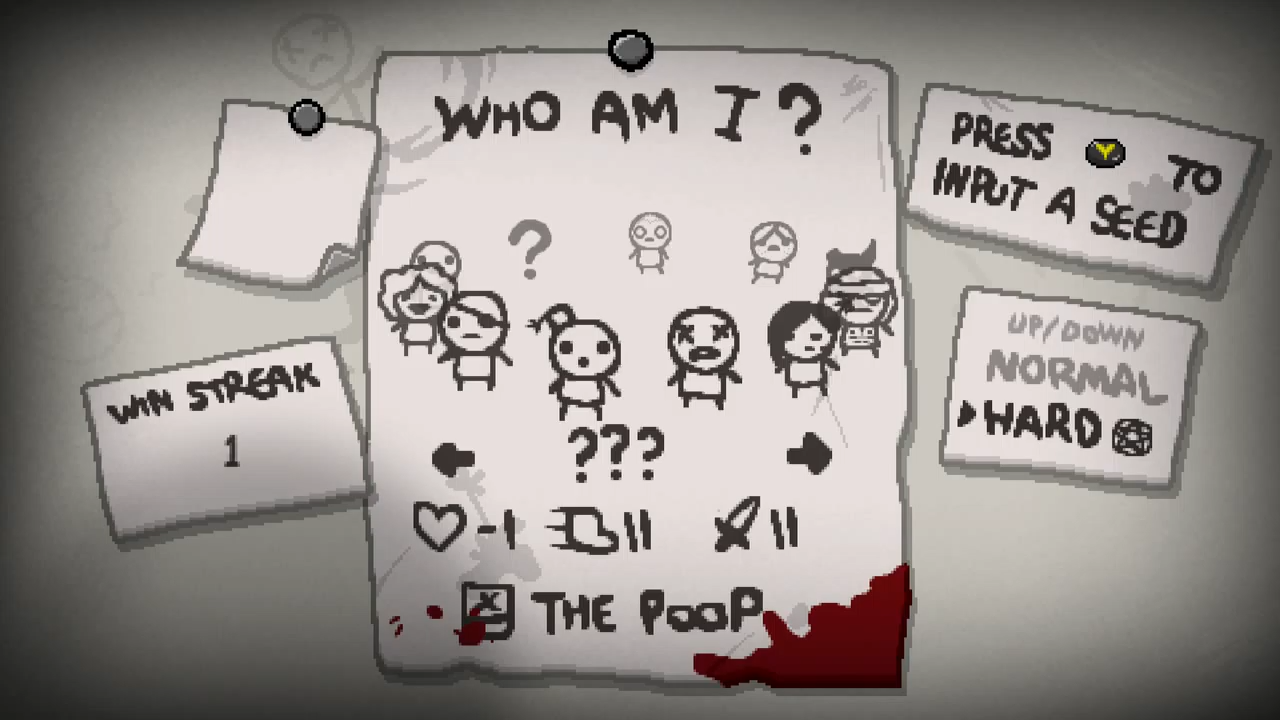 WHO AM I?
PRESS Y TO
INPUT A SEED
?
WIN STREAK
1
UP/DOWN
NORMAL
HARD
???
-1
THE POOP